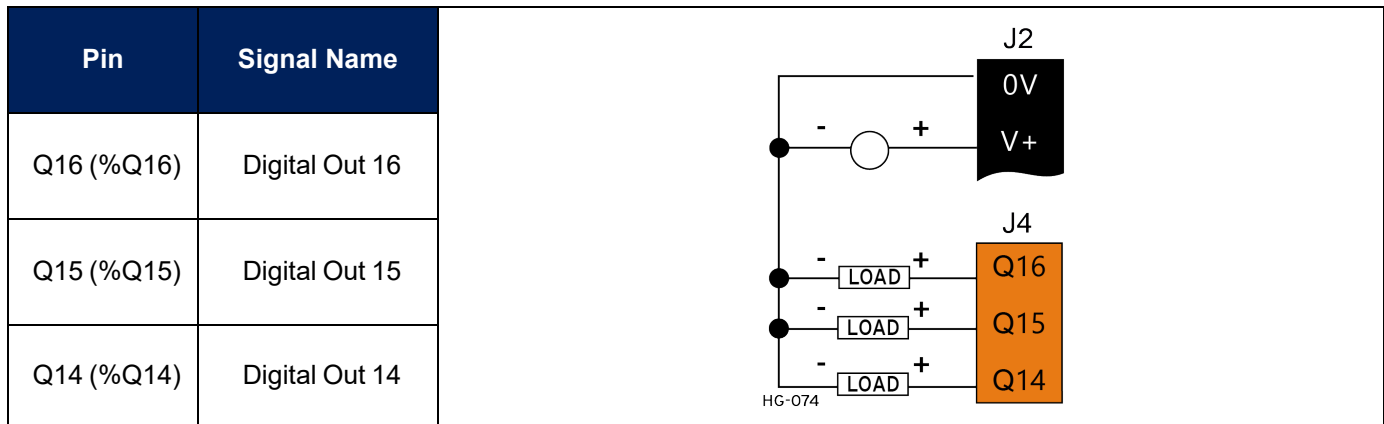 Pin Signal Name
Q16 (%Q16) Digital Out 16
Q15 (%Q15) Digital Out 15
Q14 (%Q14) Digital Out 14
J2
0V
- + V+
J4
- LOAD + Q16
- LOAD + Q15
- LOAD + Q14
HG-074